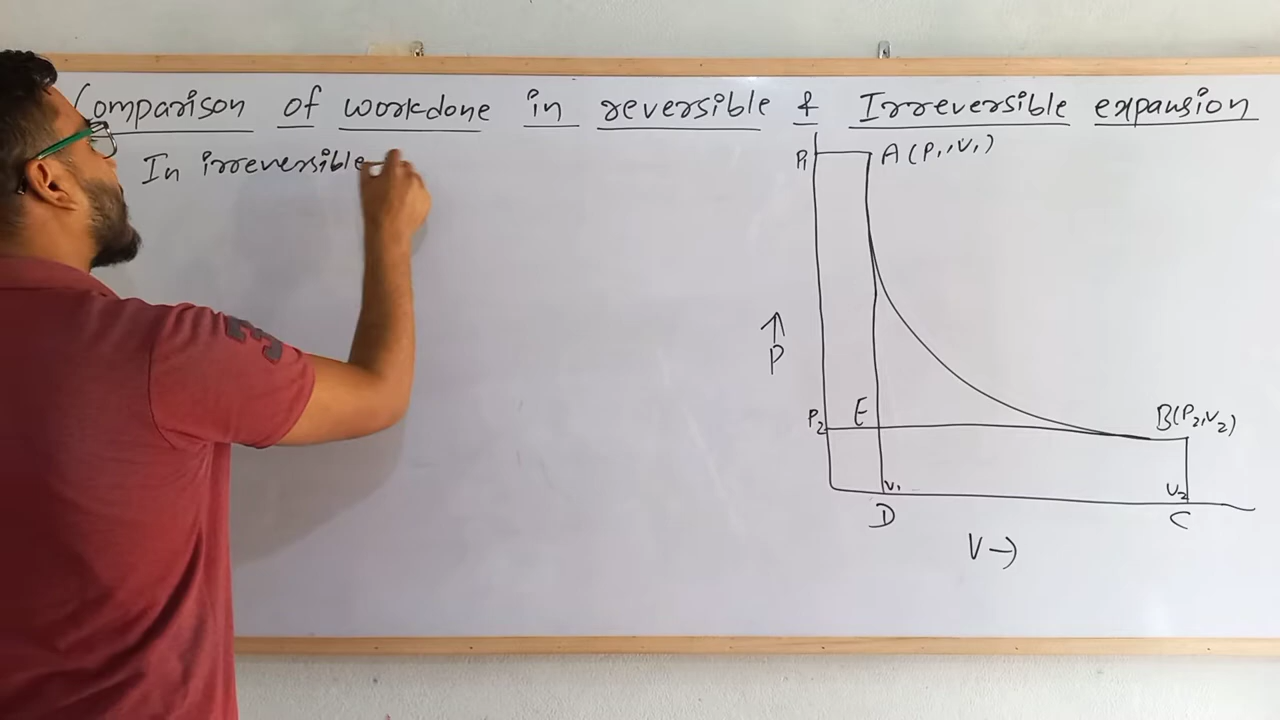 Comparison of workdone in reversible & Irreversible expansion
In irreversible
P₁ A(P₁,V₁)
↑
P
P₂ E B(P₂,V₂)
V₁ V₂
D C
V→